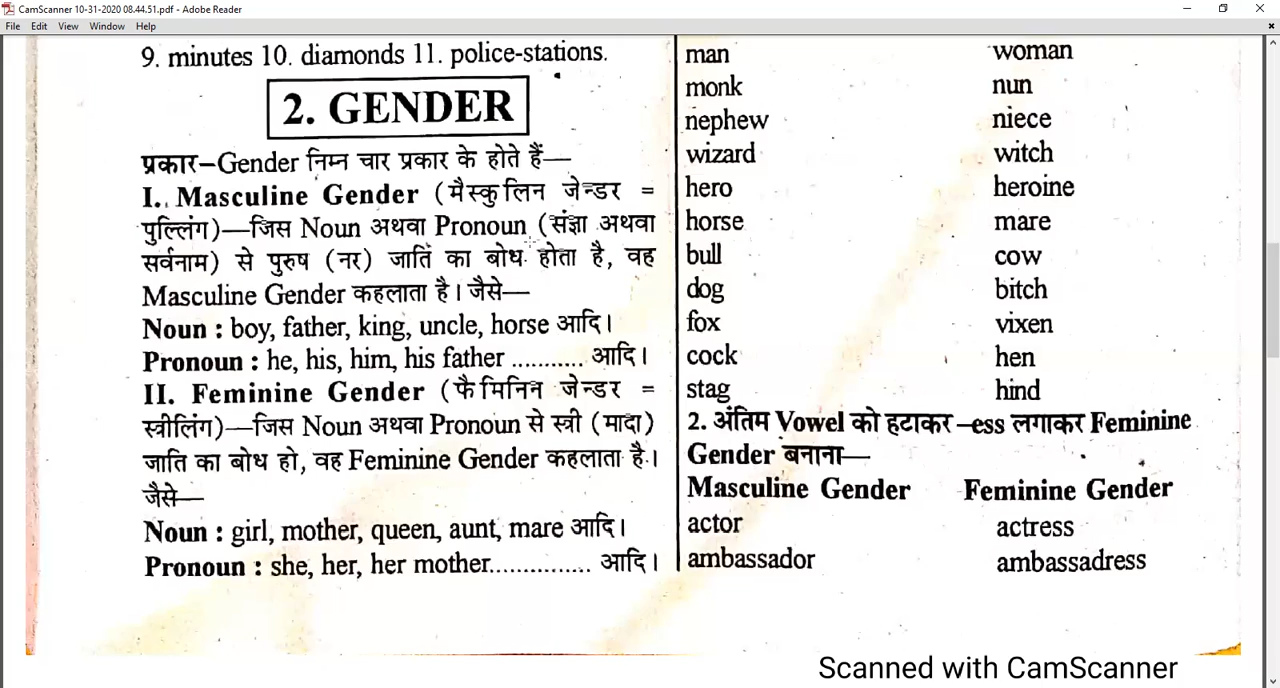 CamScanner 10-31-2020 08.44.51.pdf - Adobe Reader
File Edit View Window Help
9. minutes 10. diamonds 11. police-stations.
2. GENDER
प्रकार–Gender निम्न चार प्रकार के होते हैं—
I. Masculine Gender (मैस्कुलिन जेन्डर =
पुल्लिंग)—जिस Noun अथवा Pronoun (संज्ञा अथवा
सर्वनाम) से पुरुष (नर) जाति का बोध होता है, वह
Masculine Gender कहलाता है। जैसे—
Noun : boy, father, king, uncle, horse आदि।
Pronoun : he, his, him, his father ........... आदि।
II. Feminine Gender (फैमिनिन जेन्डर =
स्त्रीलिंग)—जिस Noun अथवा Pronoun से स्त्री (मादा)
जाति का बोध हो, वह Feminine Gender कहलाता है।
जैसे—
Noun : girl, mother, queen, aunt, mare आदि।
Pronoun : she, her, her mother............... आदि।
man woman
monk nun
nephew niece
wizard witch
hero heroine
horse mare
bull cow
dog bitch
fox vixen
cock hen
stag hind
2. अंतिम Vowel को हटाकर –ess लगाकर Feminine
Gender बनाना—
Masculine Gender Feminine Gender
actor actress
ambassador ambassadress
Scanned with CamScanner